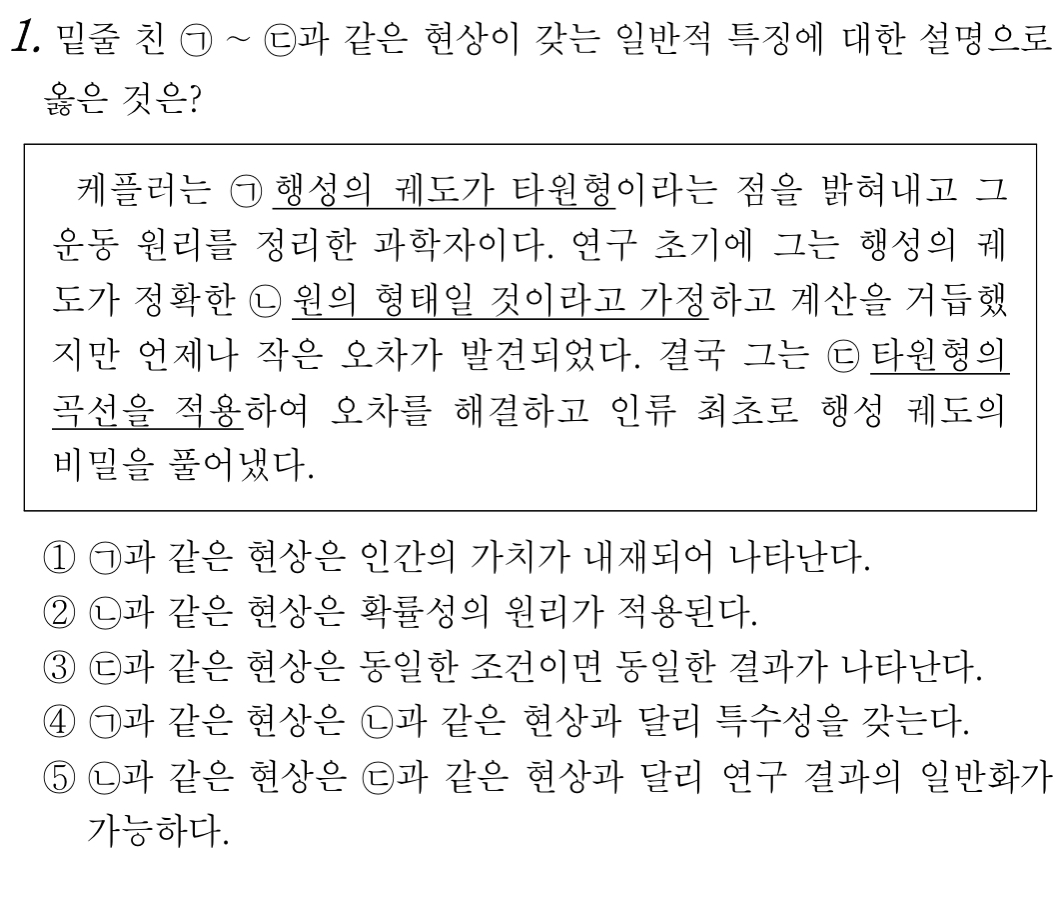 1. 밑줄 친 ㉠ ~ ㉢과 같은 현상이 갖는 일반적 특징에 대한 설명으로
옳은 것은?
케플러는 ㉠ 행성의 궤도가 타원형이라는 점을 밝혀내고 그
운동 원리를 정리한 과학자이다. 연구 초기에 그는 행성의 궤
도가 정확한 ㉡ 원의 형태일 것이라고 가정하고 계산을 거듭했
지만 언제나 작은 오차가 발견되었다. 결국 그는 ㉢ 타원형의
곡선을 적용하여 오차를 해결하고 인류 최초로 행성 궤도의
비밀을 풀어냈다.
① ㉠과 같은 현상은 인간의 가치가 내재되어 나타난다.
② ㉡과 같은 현상은 확률성의 원리가 적용된다.
③ ㉢과 같은 현상은 동일한 조건이면 동일한 결과가 나타난다.
④ ㉠과 같은 현상은 ㉡과 같은 현상과 달리 특수성을 갖는다.
⑤ ㉡과 같은 현상은 ㉢과 같은 현상과 달리 연구 결과의 일반화가
가능하다.